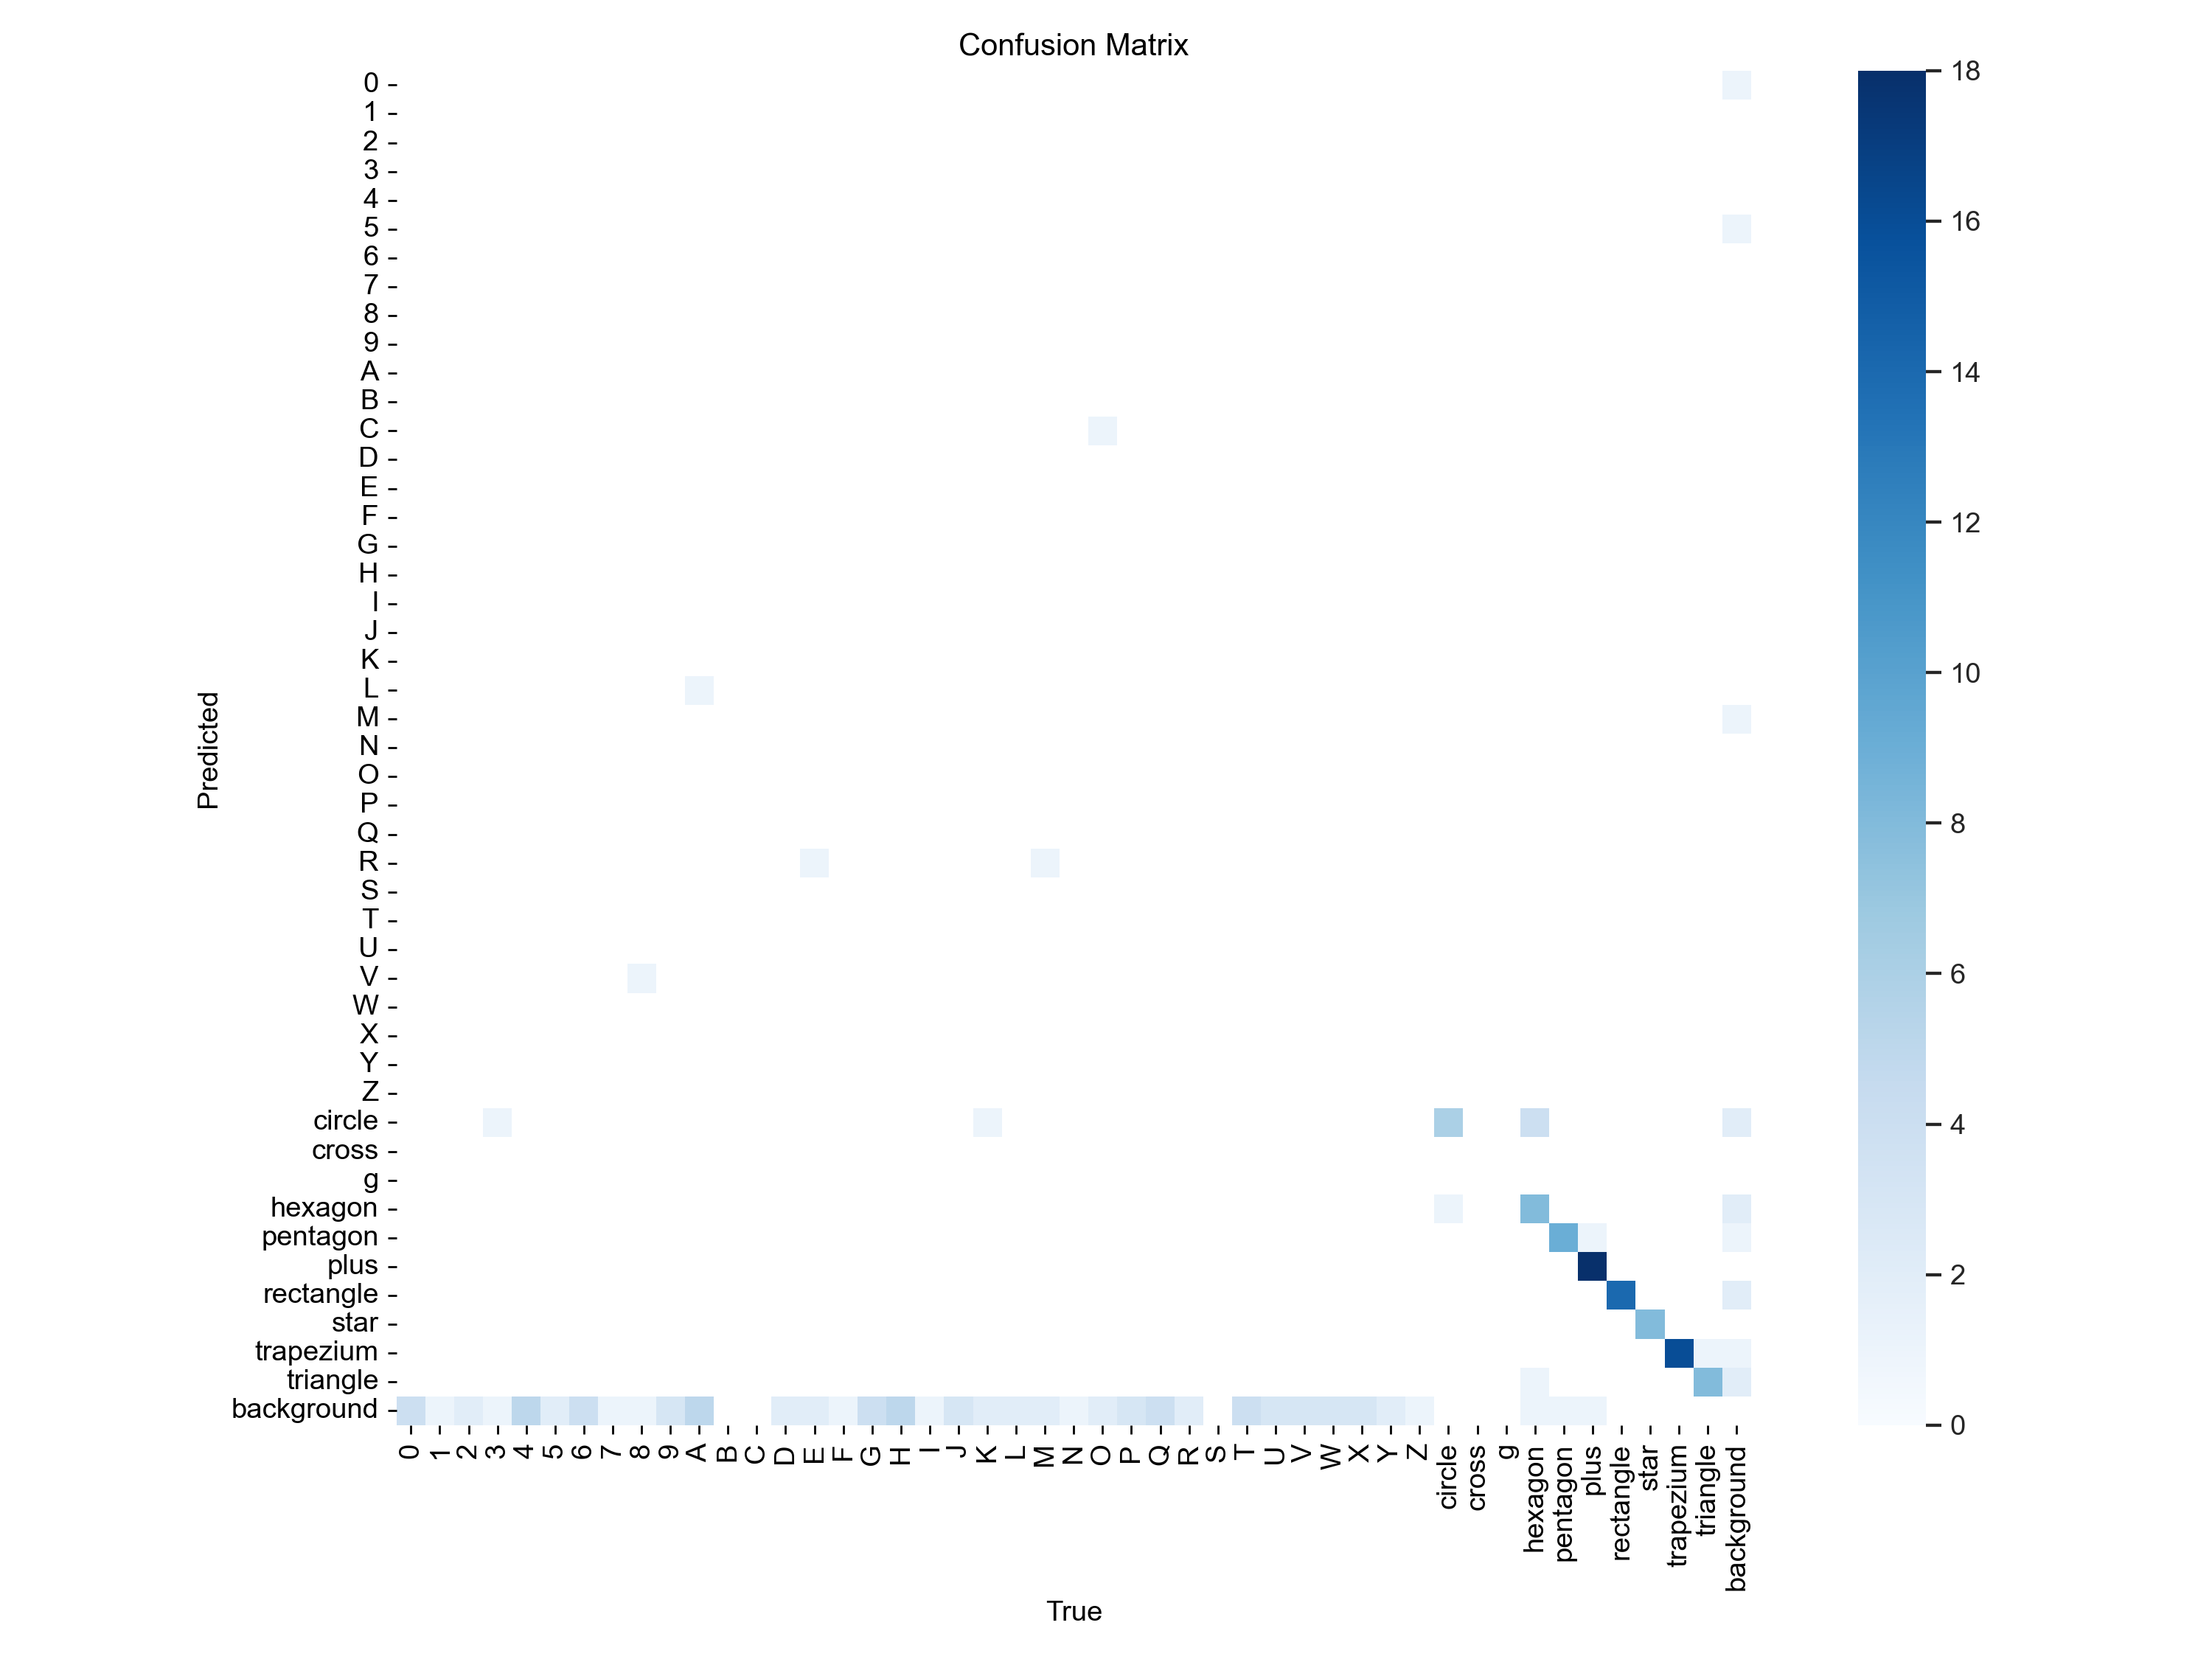 Confusion Matrix
Predicted
0
1
2
3
4
5
6
7
8
9
A
B
C
D
E
F
G
H
I
J
K
L
M
N
O
P
Q
R
S
T
U
V
W
X
Y
Z
circle
cross
g
hexagon
pentagon
plus
rectangle
star
trapezium
triangle
background
0
1
2
3
4
5
6
7
8
9
A
B
C
D
E
F
G
H
I
J
K
L
M
N
O
P
Q
R
S
T
U
V
W
X
Y
Z
circle
cross
g
hexagon
pentagon
plus
rectangle
star
trapezium
triangle
background
True
18
16
14
12
10
8
6
4
2
0